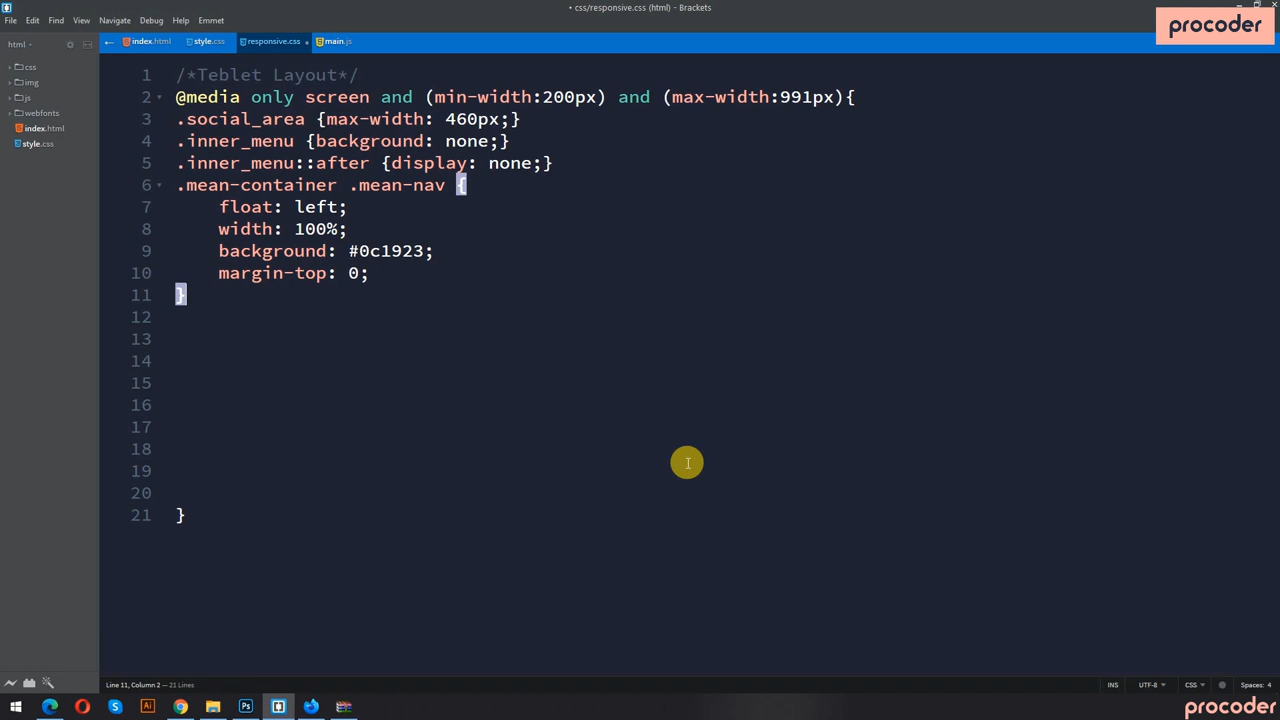 • css/responsive.css (html) - Brackets
File Edit Find View Navigate Debug Help Emmet
procoder
html
index.html style.css responsive.css • main.js
css
img
js
webfonts
index.html
style.css
1 /*Teblet Layout*/
2 @media only screen and (min-width:200px) and (max-width:991px){
3 .social_area {max-width: 460px;}
4 .inner_menu {background: none;}
5 .inner_menu::after {display: none;}
6 .mean-container .mean-nav {
7 float: left;
8 width: 100%;
9 background: #0c1923;
10 margin-top: 0;
11 }
12
13
14
15
16
17
18
19
20
21 }
Line 11, Column 2 - 21 Lines
INS UTF-8 CSS Spaces: 4
procoder